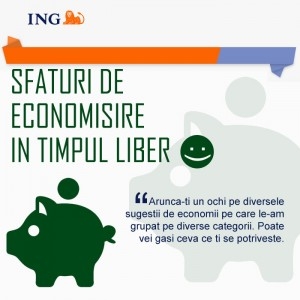 ING
SFATURI DE
ECONOMISIRE
IN TIMPUL LIBER
“Arunca-ti un ochi pe diversele
sugestii de economii pe care le-am
grupat pe diverse categorii. Poate
vei gasi ceva ce ti se potriveste.